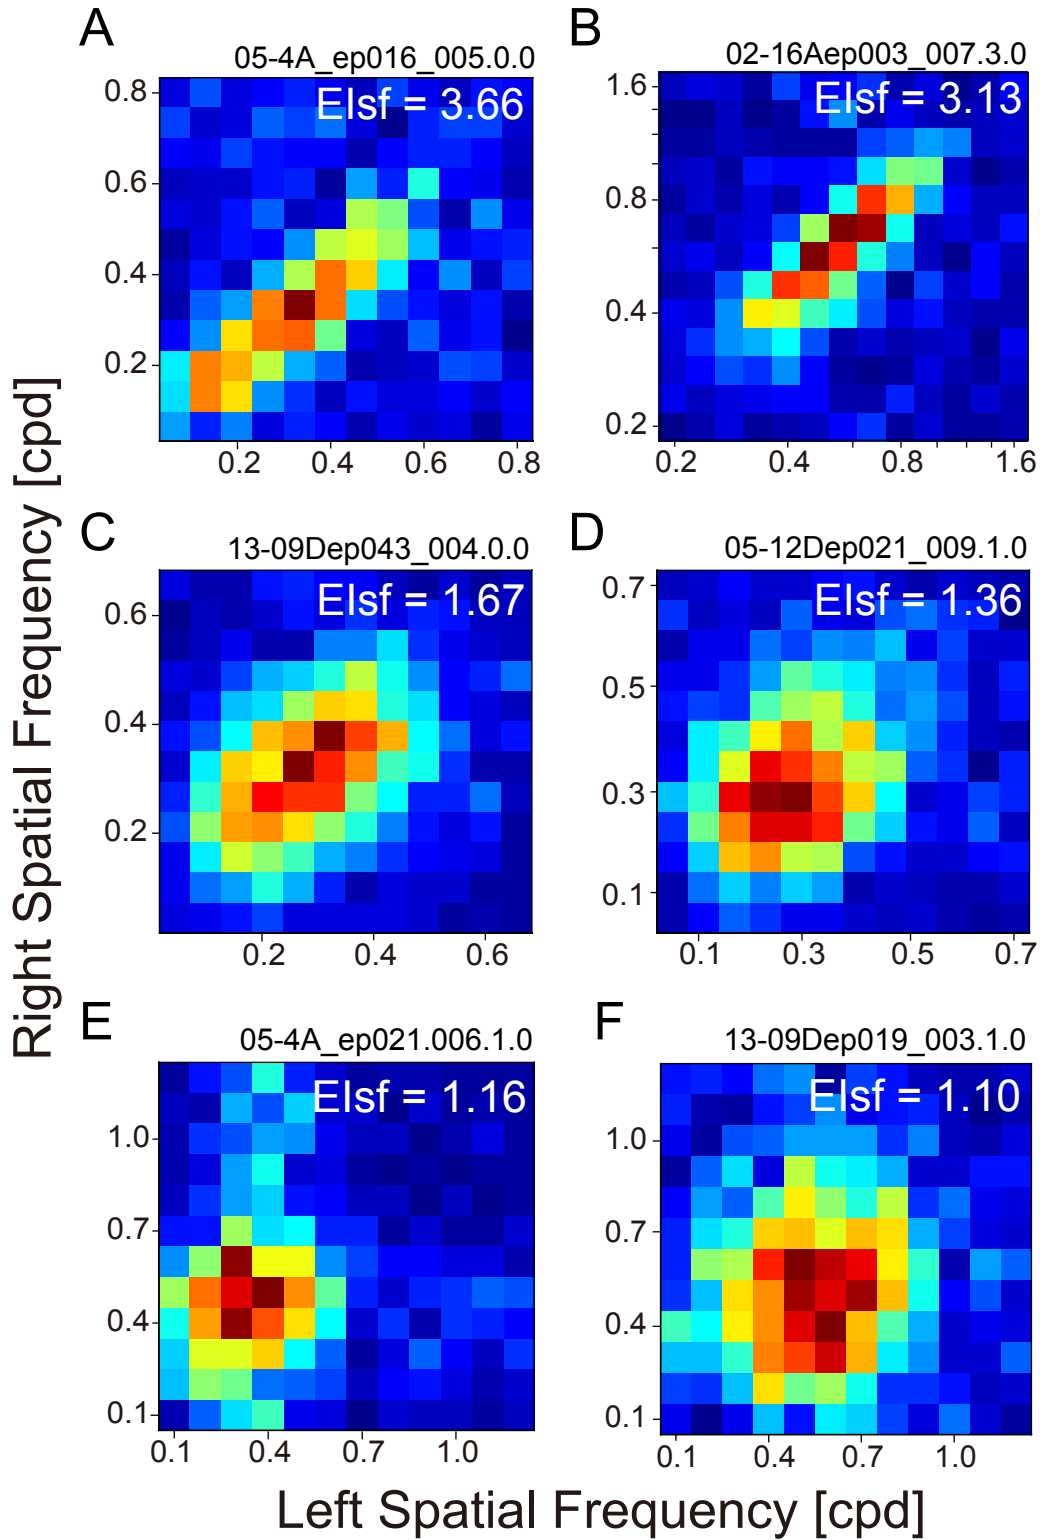 A
05-4A_ep016_005.0.0
EIsf = 3.66
0.8
0.6
0.4
0.2
0.2 0.4 0.6 0.8
B
02-16Aep003_007.3.0
EIsf = 3.13
1.6
0.8
0.4
0.2
0.2 0.4 0.8 1.6
C
13-09Dep043_004.0.0
EIsf = 1.67
0.6
0.4
0.2
0.2 0.4 0.6
D
05-12Dep021_009.1.0
EIsf = 1.36
0.7
0.5
0.3
0.1
0.1 0.3 0.5 0.7
E
05-4A_ep021.006.1.0
EIsf = 1.16
1.0
0.7
0.4
0.1
0.1 0.4 0.7 1.0
F
13-09Dep019_003.1.0
EIsf = 1.10
1.0
0.7
0.4
0.1
0.1 0.4 0.7 1.0
Right Spatial Frequency [cpd]
Left Spatial Frequency [cpd]